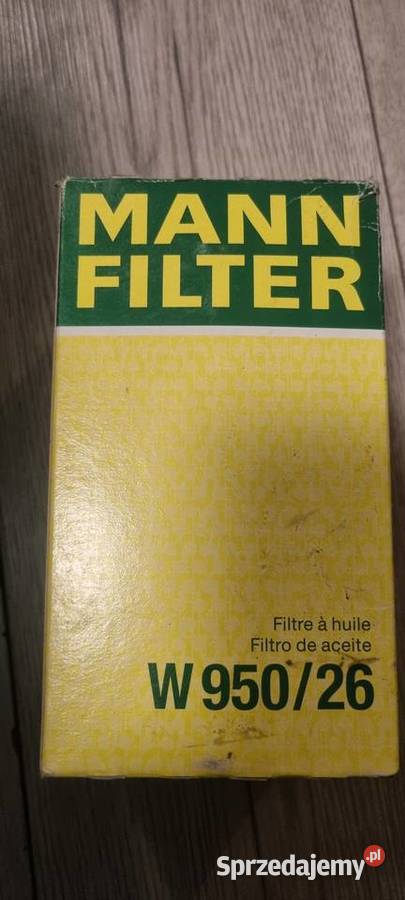 MANN
FILTER
Filtre à huile
Filtro de aceite
W 950/26
Sprzedajemy.pl